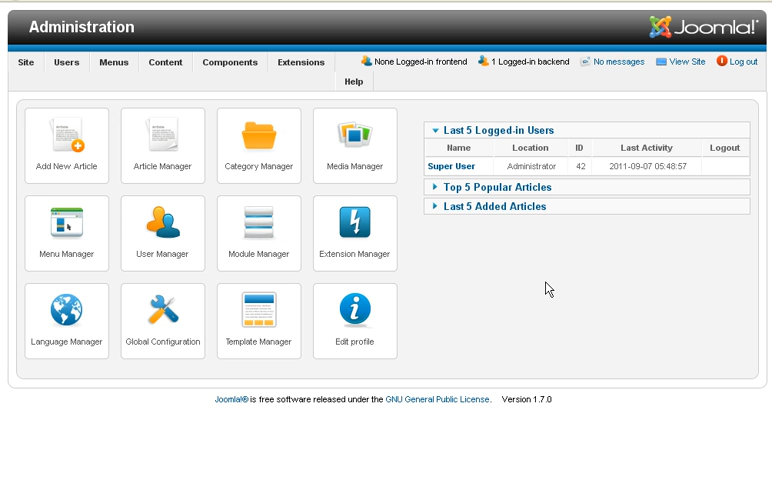 Administration
Joomla!
Site Users Menus Content Components Extensions Help
None Logged-in frontend 1 Logged-in backend No messages View Site Log out
Add New Article Article Manager Category Manager Media Manager
Menu Manager User Manager Module Manager Extension Manager
Language Manager Global Configuration Template Manager Edit profile
Last 5 Logged-in Users
Name Location ID Last Activity Logout
Super User Administrator 42 2011-09-07 05:48:57
Top 5 Popular Articles
Last 5 Added Articles
Joomla!® is free software released under the GNU General Public License. Version 1.7.0